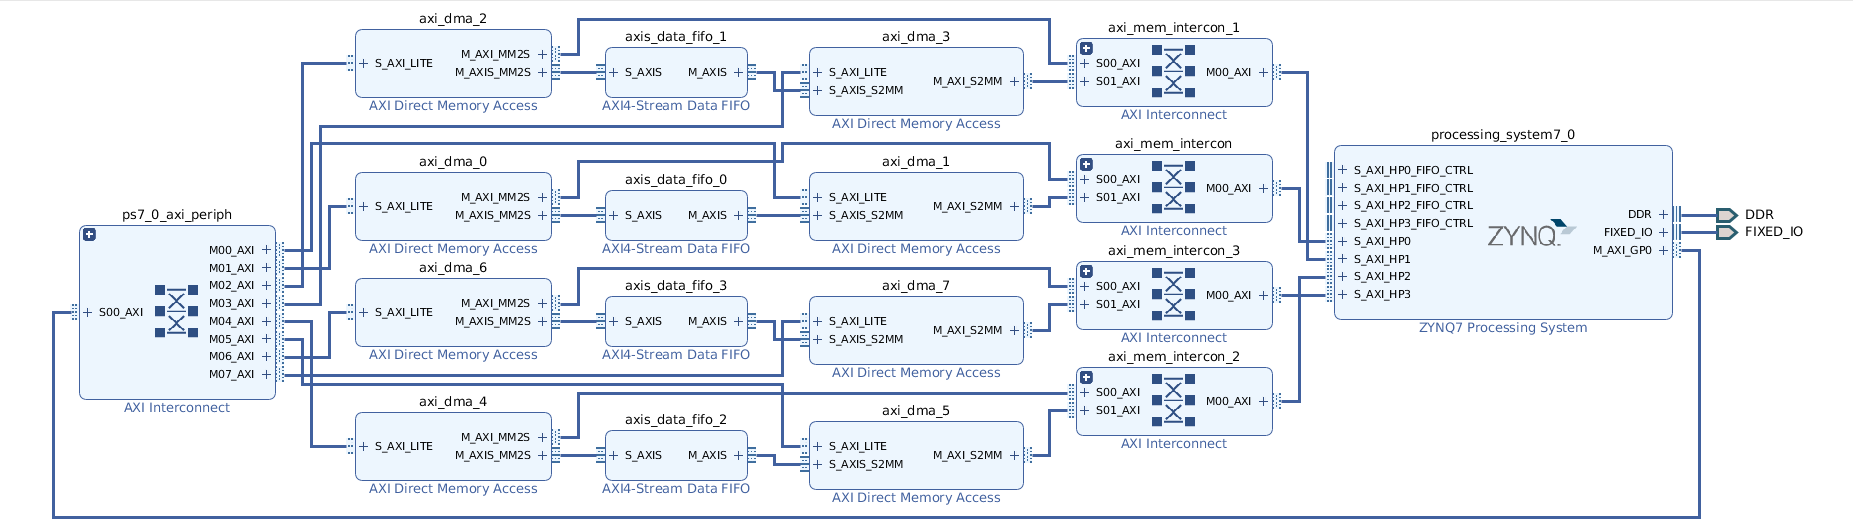 ps7_0_axi_periph
S00_AXI
M00_AXI
M01_AXI
M02_AXI
M03_AXI
M04_AXI
M05_AXI
M06_AXI
M07_AXI
AXI Interconnect
axi_dma_2
S_AXI_LITE
M_AXI_MM2S
M_AXIS_MM2S
AXI Direct Memory Access
axis_data_fifo_1
S_AXIS M_AXIS
AXI4-Stream Data FIFO
axi_dma_3
S_AXI_LITE
S_AXIS_S2MM
M_AXI_S2MM
AXI Direct Memory Access
axi_mem_intercon_1
S00_AXI
S01_AXI
M00_AXI
AXI Interconnect
axi_dma_0
S_AXI_LITE
M_AXI_MM2S
M_AXIS_MM2S
AXI Direct Memory Access
axis_data_fifo_0
S_AXIS M_AXIS
AXI4-Stream Data FIFO
axi_dma_1
S_AXI_LITE
S_AXIS_S2MM
M_AXI_S2MM
AXI Direct Memory Access
axi_mem_intercon
S00_AXI
S01_AXI
M00_AXI
AXI Interconnect
axi_dma_6
S_AXI_LITE
M_AXI_MM2S
M_AXIS_MM2S
AXI Direct Memory Access
axis_data_fifo_3
S_AXIS M_AXIS
AXI4-Stream Data FIFO
axi_dma_7
S_AXI_LITE
S_AXIS_S2MM
M_AXI_S2MM
AXI Direct Memory Access
axi_mem_intercon_3
S00_AXI
S01_AXI
M00_AXI
AXI Interconnect
axi_dma_4
S_AXI_LITE
M_AXI_MM2S
M_AXIS_MM2S
AXI Direct Memory Access
axis_data_fifo_2
S_AXIS M_AXIS
AXI4-Stream Data FIFO
axi_dma_5
S_AXI_LITE
S_AXIS_S2MM
M_AXI_S2MM
AXI Direct Memory Access
axi_mem_intercon_2
S00_AXI
S01_AXI
M00_AXI
AXI Interconnect
processing_system7_0
S_AXI_HP0_FIFO_CTRL
S_AXI_HP1_FIFO_CTRL
S_AXI_HP2_FIFO_CTRL
S_AXI_HP3_FIFO_CTRL
S_AXI_HP0
S_AXI_HP1
S_AXI_HP2
S_AXI_HP3
ZYNQ
DDR
FIXED_IO
M_AXI_GP0
ZYNQ7 Processing System
DDR
FIXED_IO